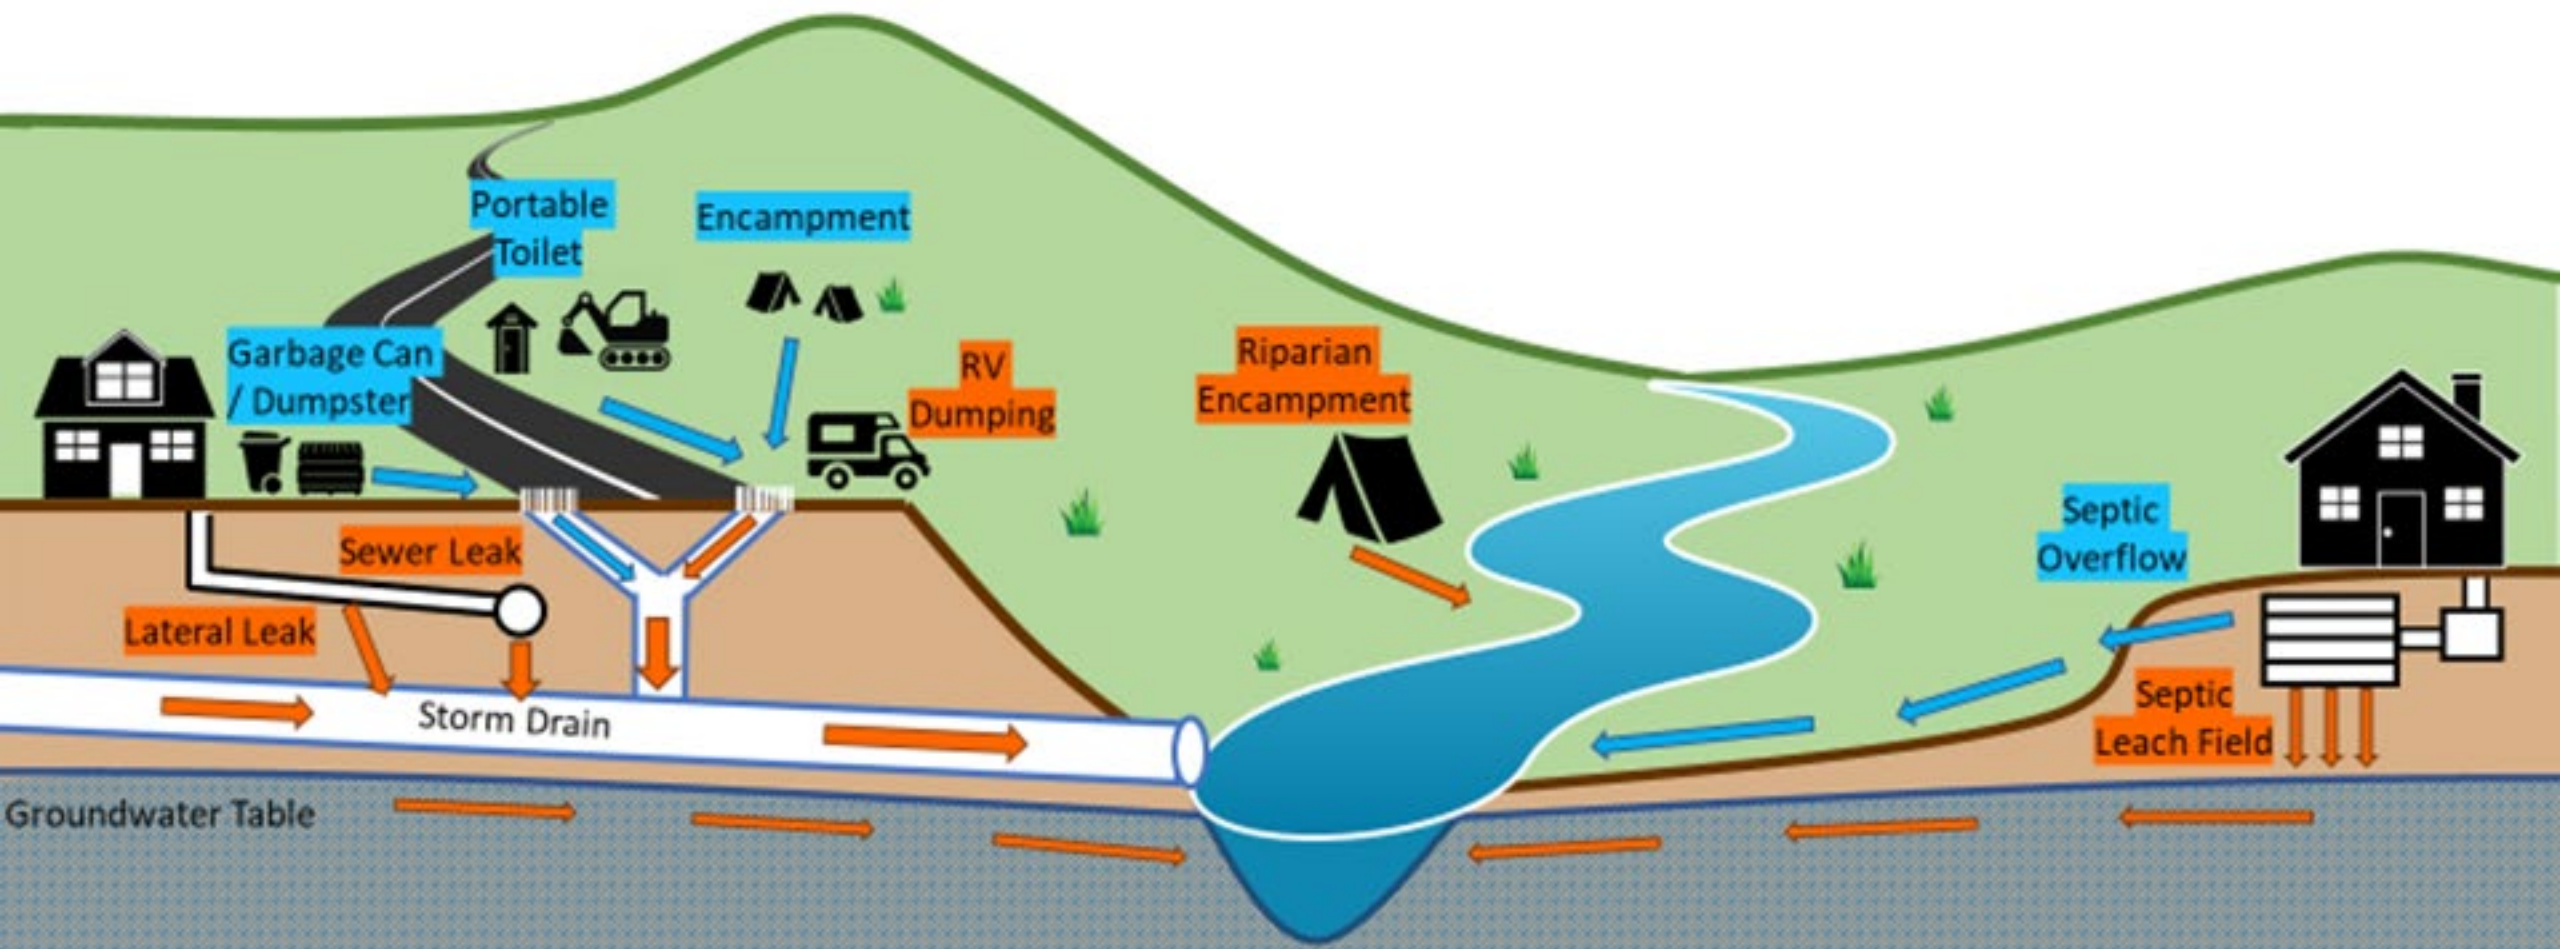 Portable
Toilet
Encampment
Garbage Can
/ Dumpster
RV
Dumping
Riparian
Encampment
Septic
Overflow
Sewer Leak
Lateral Leak
Storm Drain
Septic
Leach Field
Groundwater Table